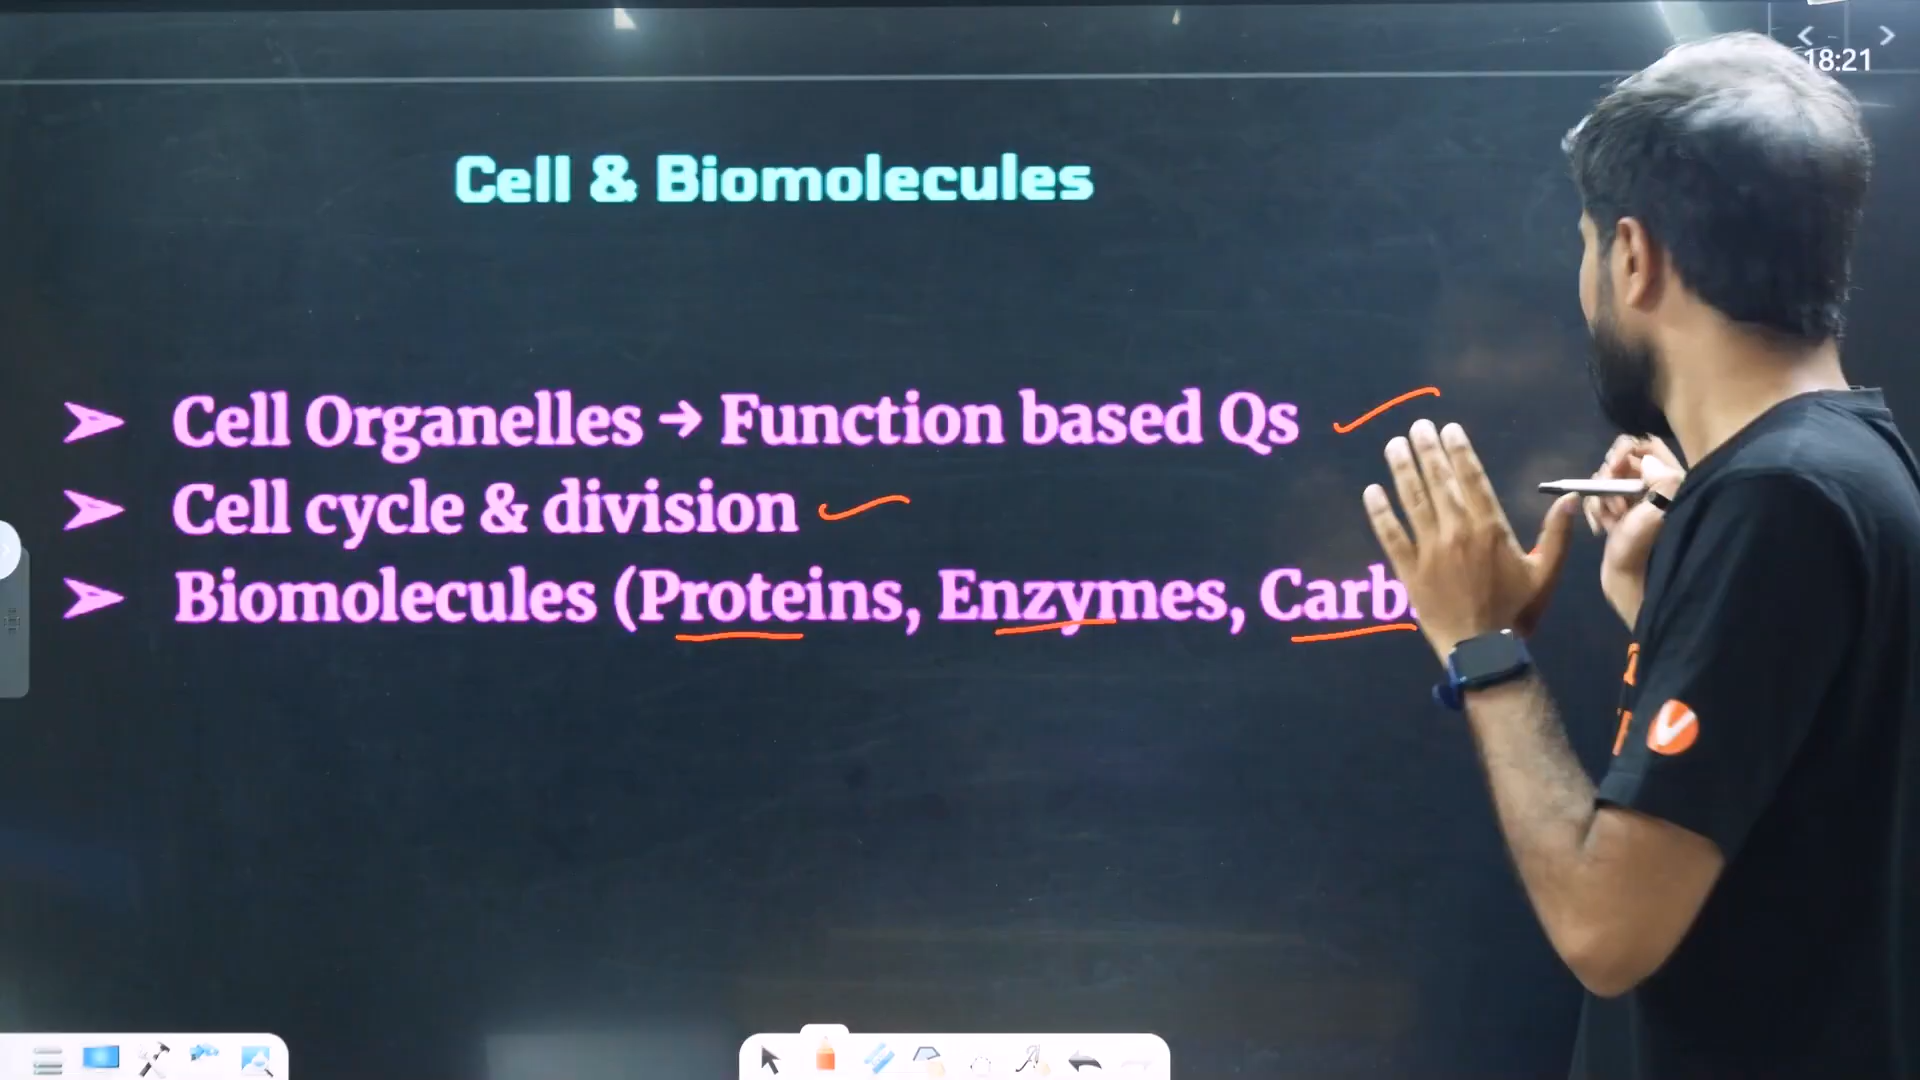 18:21
Cell & Biomolecules
➤ Cell Organelles → Function based Qs
➤ Cell cycle & division
➤ Biomolecules (Proteins, Enzymes, Carb